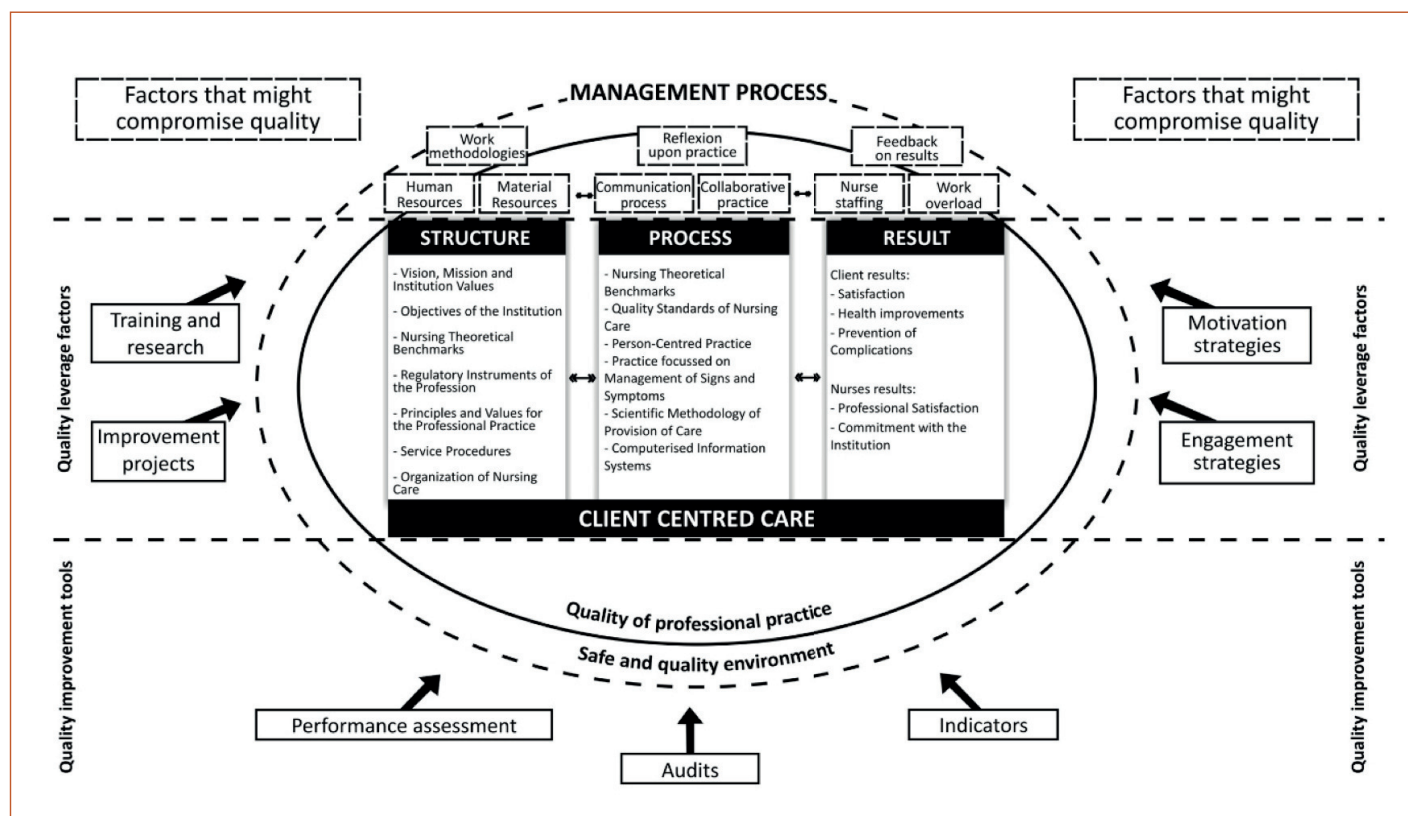 Factors that might
compromise quality
MANAGEMENT PROCESS
Factors that might
compromise quality
Work
methodologies
Reflexion
upon practice
Feedback
on results
Human
Resources
Material
Resources
Communication
process
Collaborative
practice
Nurse
staffing
Work
overload
Quality leverage factors
Training and
research
Improvement
projects
STRUCTURE
- Vision, Mission and
Institution Values
- Objectives of the Institution
- Nursing Theoretical
Benchmarks
- Regulatory Instruments of
the Profession
- Principles and Values for
the Professional Practice
- Service Procedures
- Organization of Nursing
Care
PROCESS
- Nursing Theoretical
Benchmarks
- Quality Standards of Nursing
Care
- Person-Centred Practice
- Practice focussed on
Management of Signs and
Symptoms
- Scientific Methodology of
Provision of Care
- Computerised Information
Systems
RESULT
Client results:
- Satisfaction
- Health improvements
- Prevention of
Complications
Nurses results:
- Professional Satisfaction
- Commitment with the
Institution
Motivation
strategies
Engagement
strategies
Quality leverage factors
CLIENT CENTRED CARE
Quality improvement tools
Quality of professional practice
Safe and quality environment
Performance assessment
Audits
Indicators
Quality improvement tools